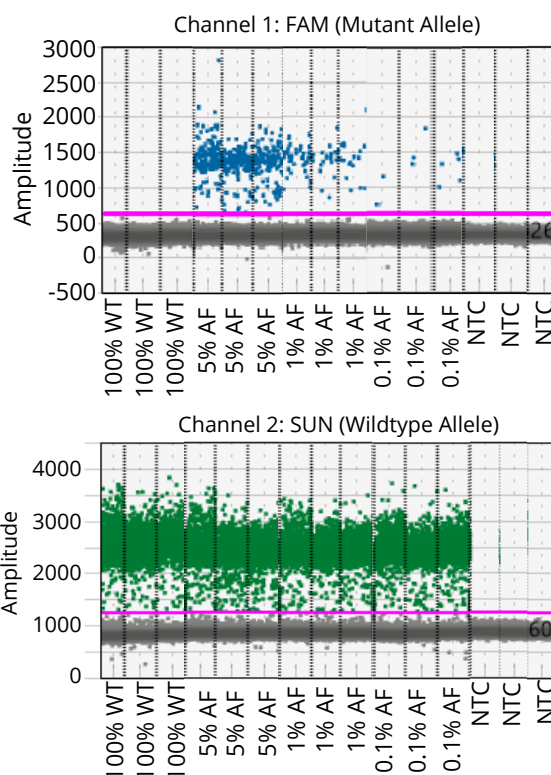 Channel 1: FAM (Mutant Allele)
Amplitude
3000
2500
2000
1500
1000
500
0
-500
26
100% WT
100% WT
100% WT
5% AF
5% AF
5% AF
1% AF
1% AF
1% AF
0.1% AF
0.1% AF
0.1% AF
NTC
NTC
NTC
Channel 2: SUN (Wildtype Allele)
Amplitude
4000
3000
2000
1000
0
60
100% WT
100% WT
100% WT
5% AF
5% AF
5% AF
1% AF
1% AF
1% AF
0.1% AF
0.1% AF
0.1% AF
NTC
NTC
NTC